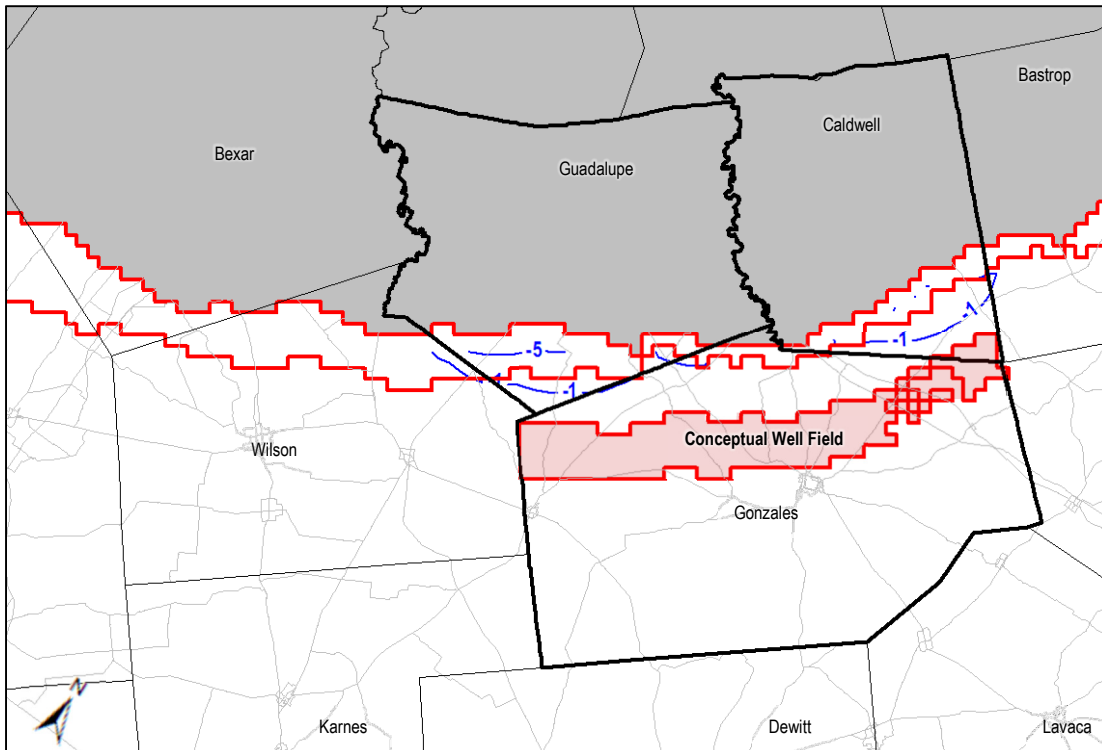 Bastrop
Caldwell
Bexar
Guadalupe
-1
-5
-1
-1
Conceptual Well Field
Wilson
Gonzales
N
Karnes
Dewitt
Lavaca